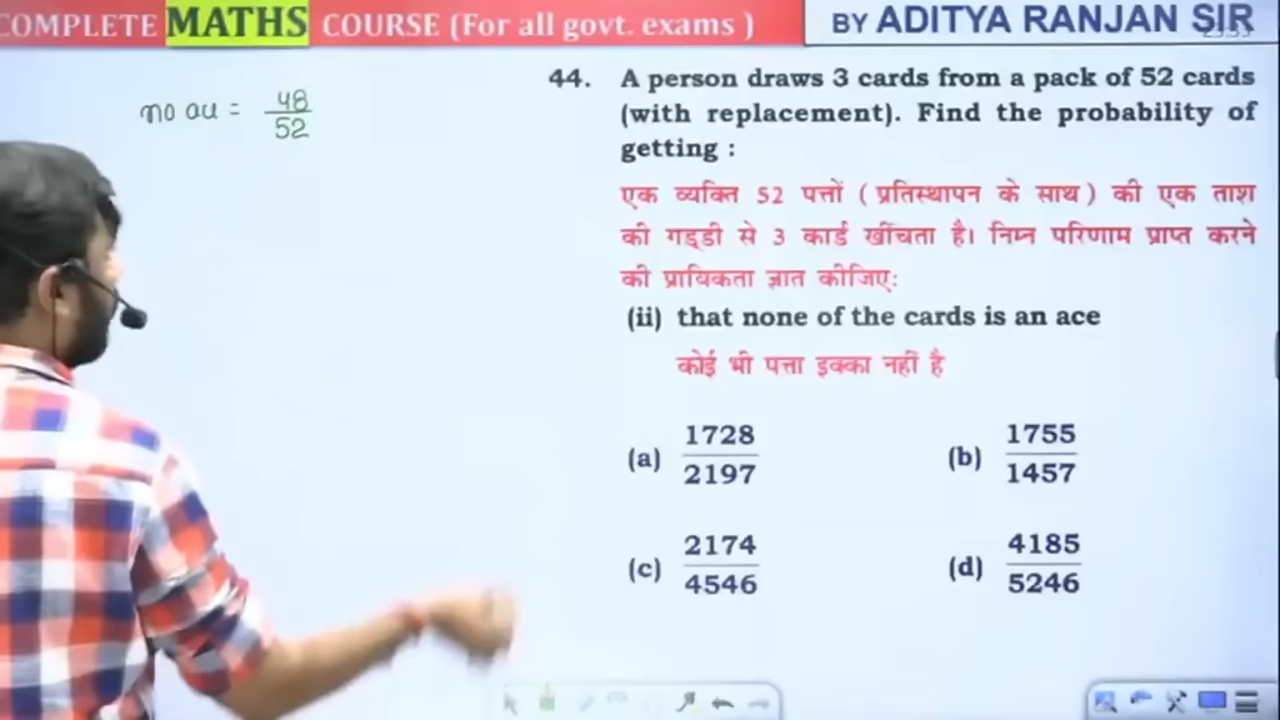 COMPLETE MATHS COURSE (For all govt. exams )
BY ADITYA RANJAN SIR
no au = 48
52
44. A person draws 3 cards from a pack of 52 cards
(with replacement). Find the probability of
getting :
एक व्यक्ति 52 पत्तों ( प्रतिस्थापन के साथ ) की एक ताश
की गड्डी से 3 कार्ड खींचता है। निम्न परिणाम प्राप्त करने
की प्रायिकता ज्ञात कीजिए:
(ii) that none of the cards is an ace
कोई भी पत्ता इक्का नहीं है
(a) 1728
2197
(b) 1755
1457
(c) 2174
4546
(d) 4185
5246